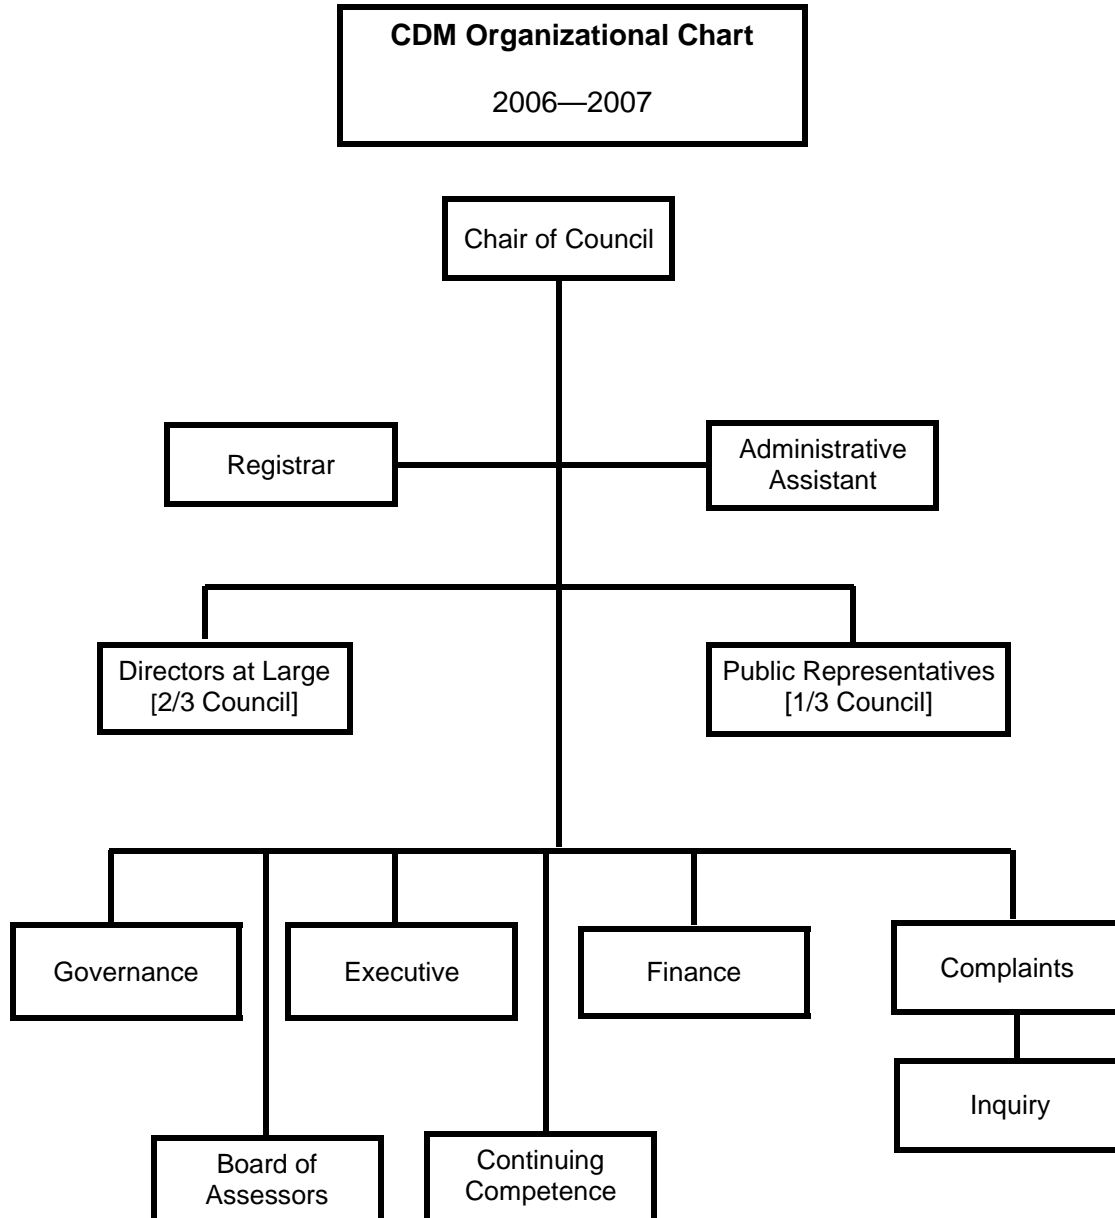 CDM Organizational Chart
2006—2007
Chair of Council
Registrar
Administrative
Assistant
Directors at Large
[2/3 Council]
Public Representatives
[1/3 Council]
Governance
Executive
Finance
Complaints
Inquiry
Board of
Assessors
Continuing
Competence